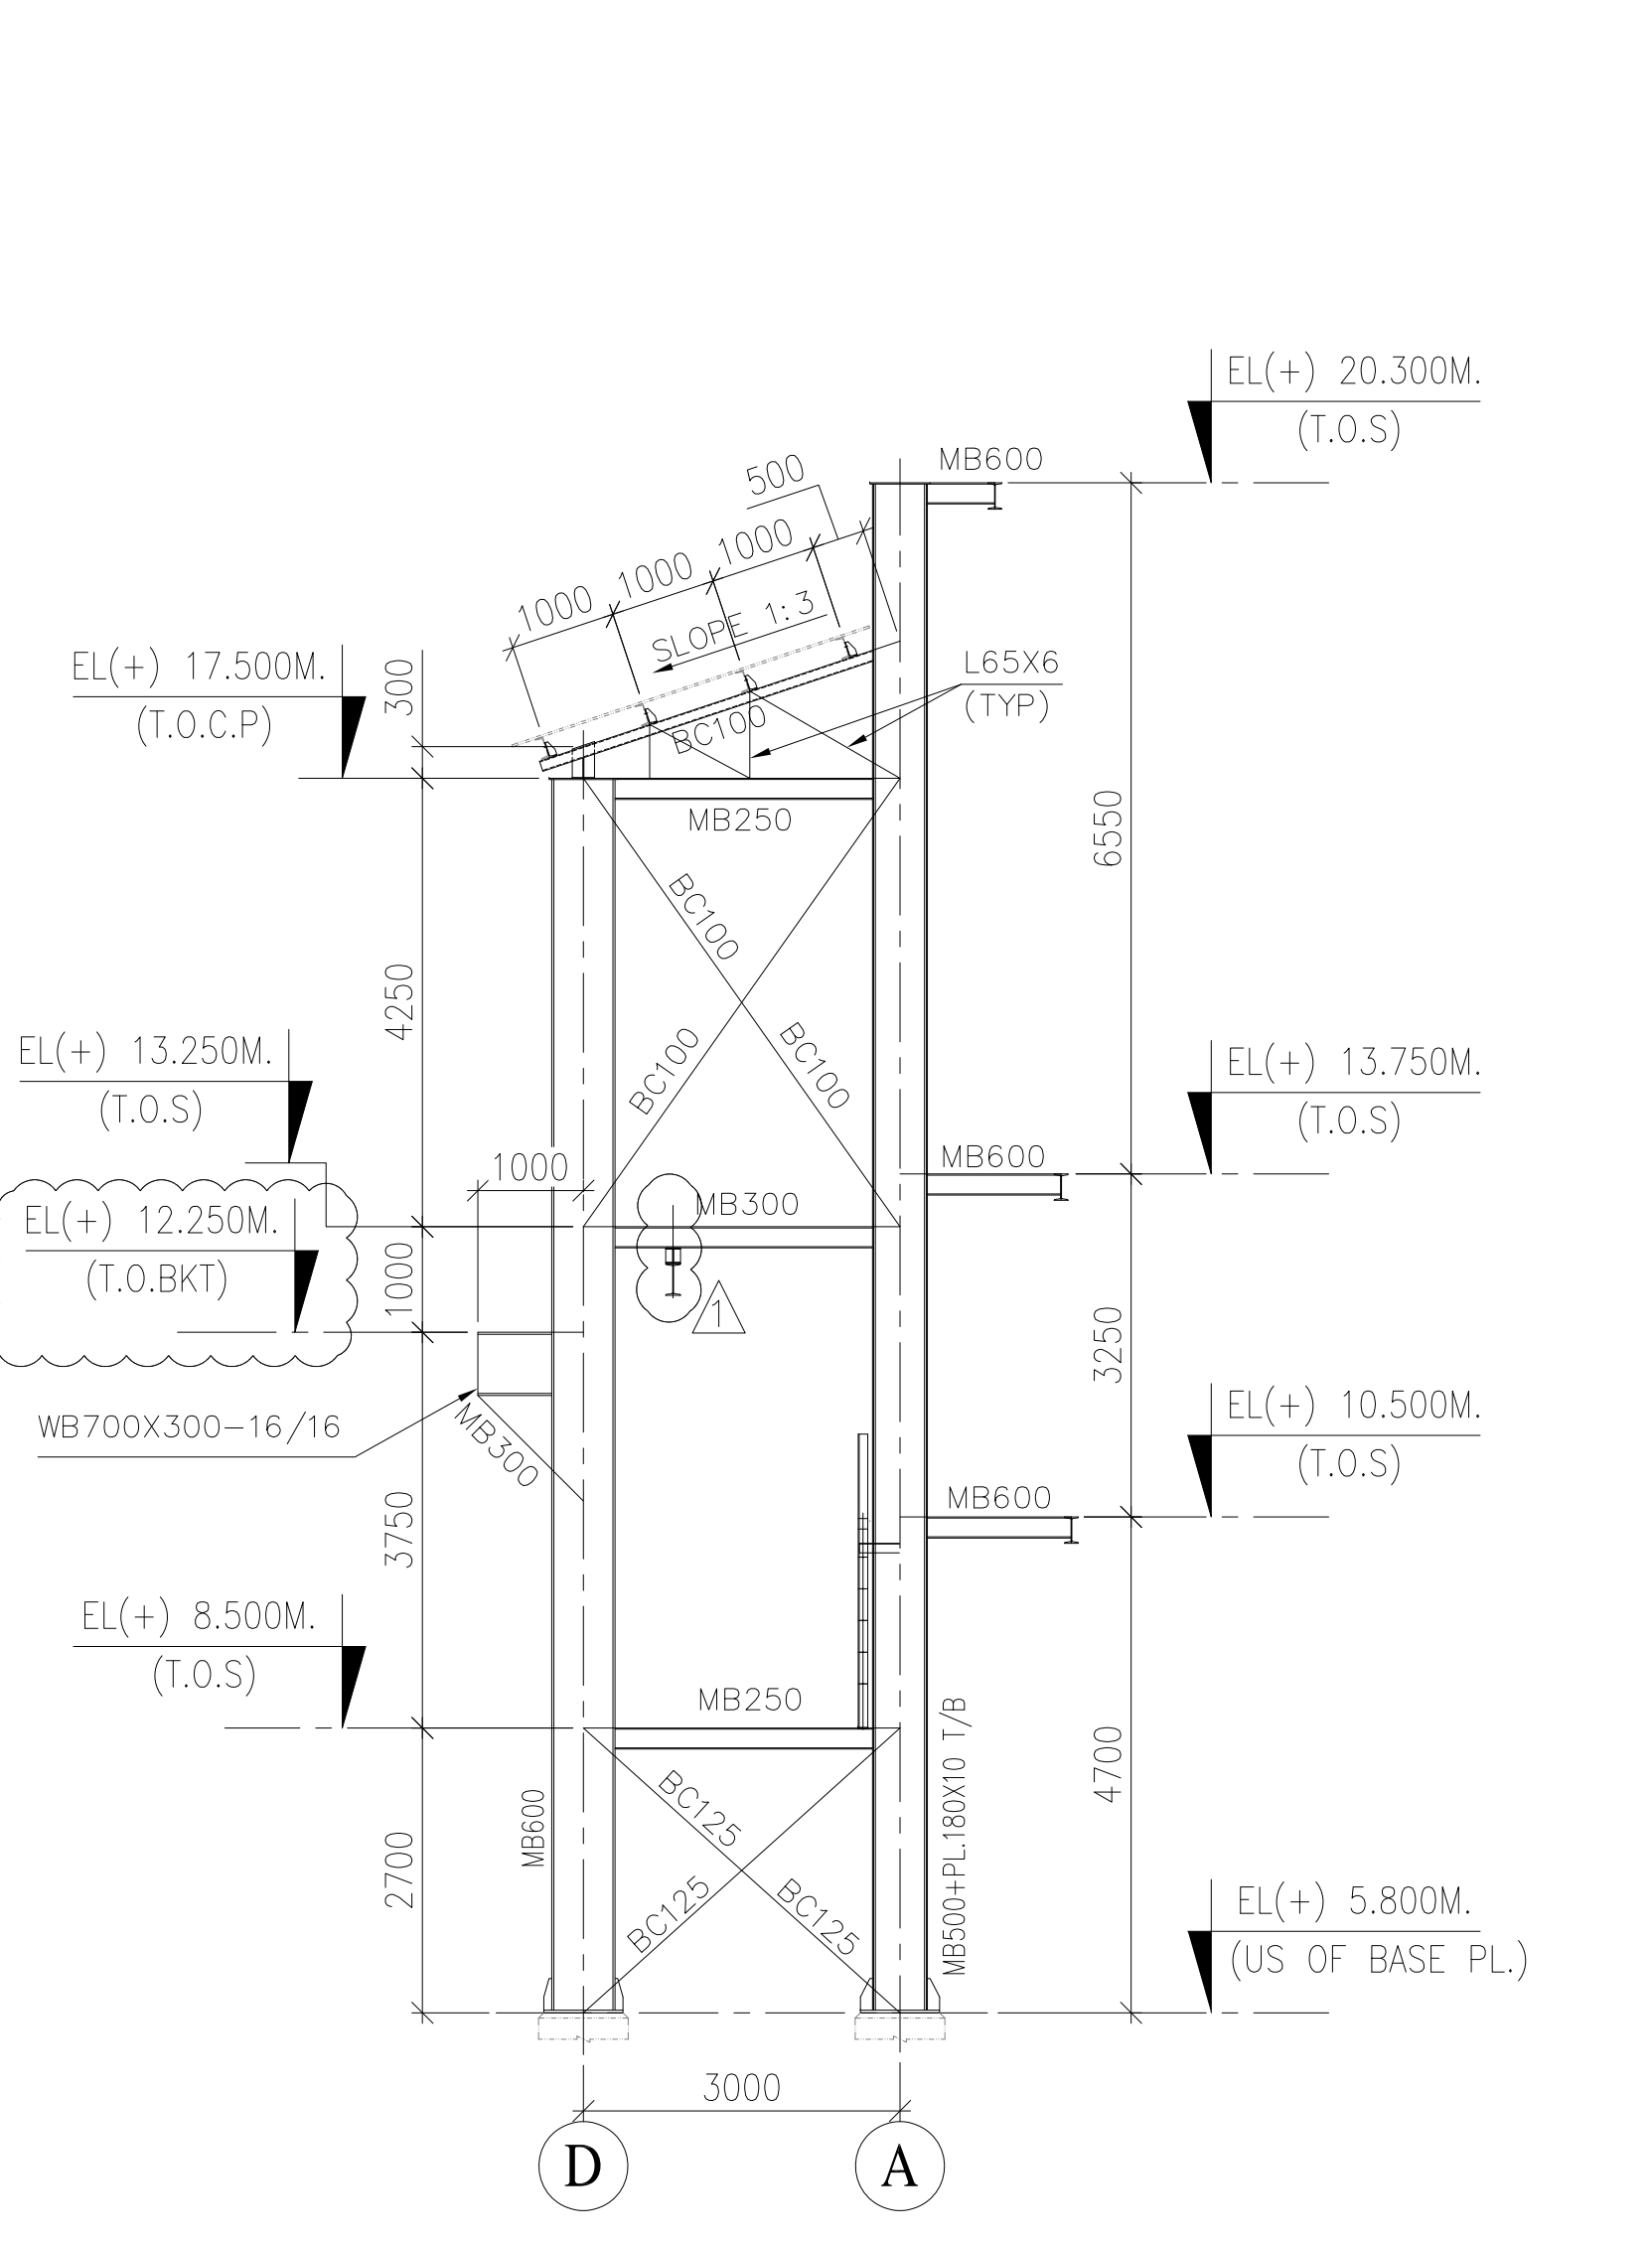 EL(+) 20.300M.
(T.O.S)
MB600
500
1000
1000
1000
SLOPE 1:3
EL(+) 17.500M.
(T.O.C.P)
300
L65X6
(TYP)
BC100
MB250
6550
BC100
4250
BC100
BC100
EL(+) 13.250M.
(T.O.S)
EL(+) 13.750M.
(T.O.S)
MB600
1000
MB300
EL(+) 12.250M.
(T.O.BKT)
1000
1
3250
WB700X300-16/16
MB300
EL(+) 10.500M.
(T.O.S)
MB600
3750
EL(+) 8.500M.
(T.O.S)
MB250
MB600
BC125
BC125
BC125
MB500+PL.180X10 T/B
4700
2700
EL(+) 5.800M.
(US OF BASE PL.)
3000
D
A